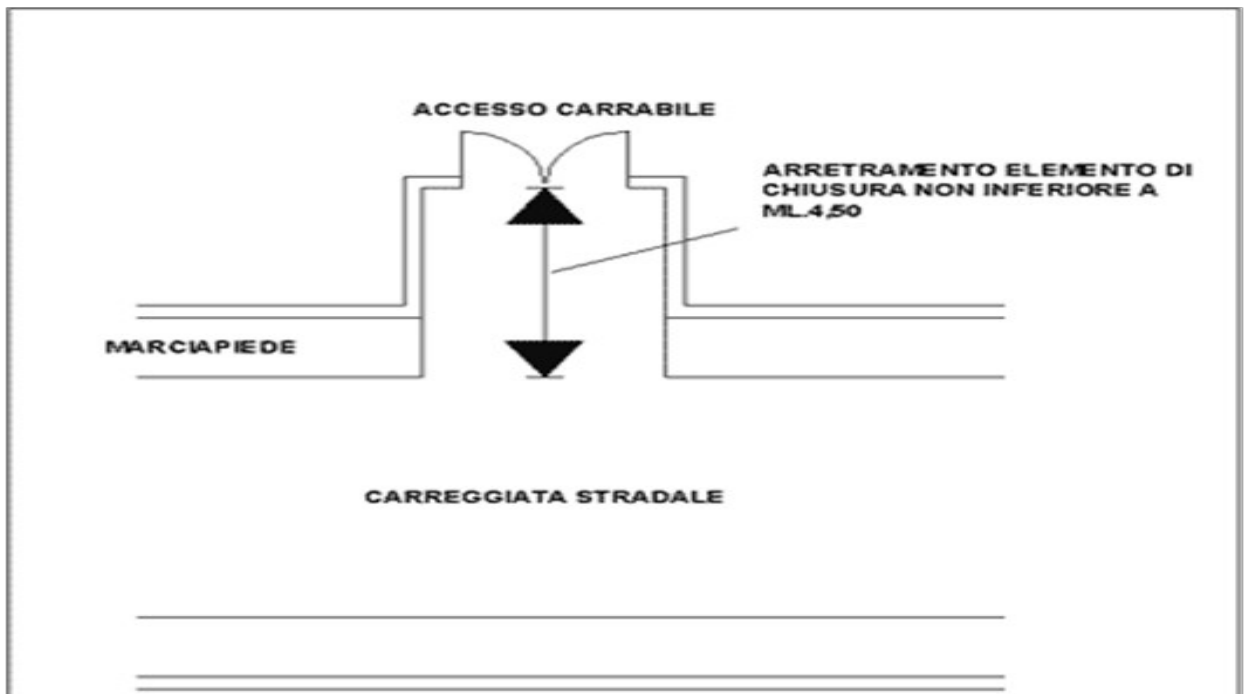 ACCESSO CARRABILE
ARRETRAMENTO ELEMENTO DI
CHIUSURA NON INFERIORE A
ML.4,50
MARCIAPIEDE
CARREGGIATA STRADALE